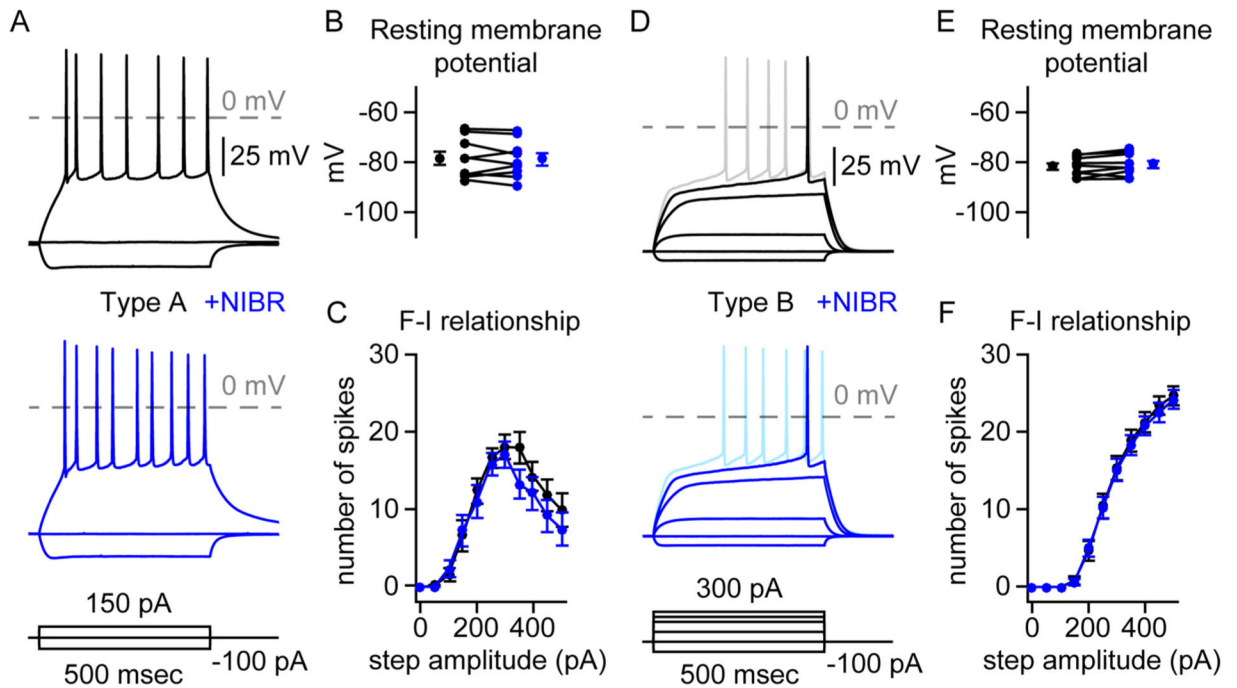 A
0 mV
25 mV
Type A +NIBR
0 mV
150 pA
-100 pA
500 msec
B
Resting membrane
potential
-60
-80
-100
mV
C
F-I relationship
30
20
10
0
number of spikes
0 200 400
step amplitude (pA)
D
0 mV
25 mV
Type B +NIBR
0 mV
300 pA
-100 pA
500 msec
E
Resting membrane
potential
-60
-80
-100
mV
F
F-I relationship
30
20
10
0
number of spikes
0 200 400
step amplitude (pA)